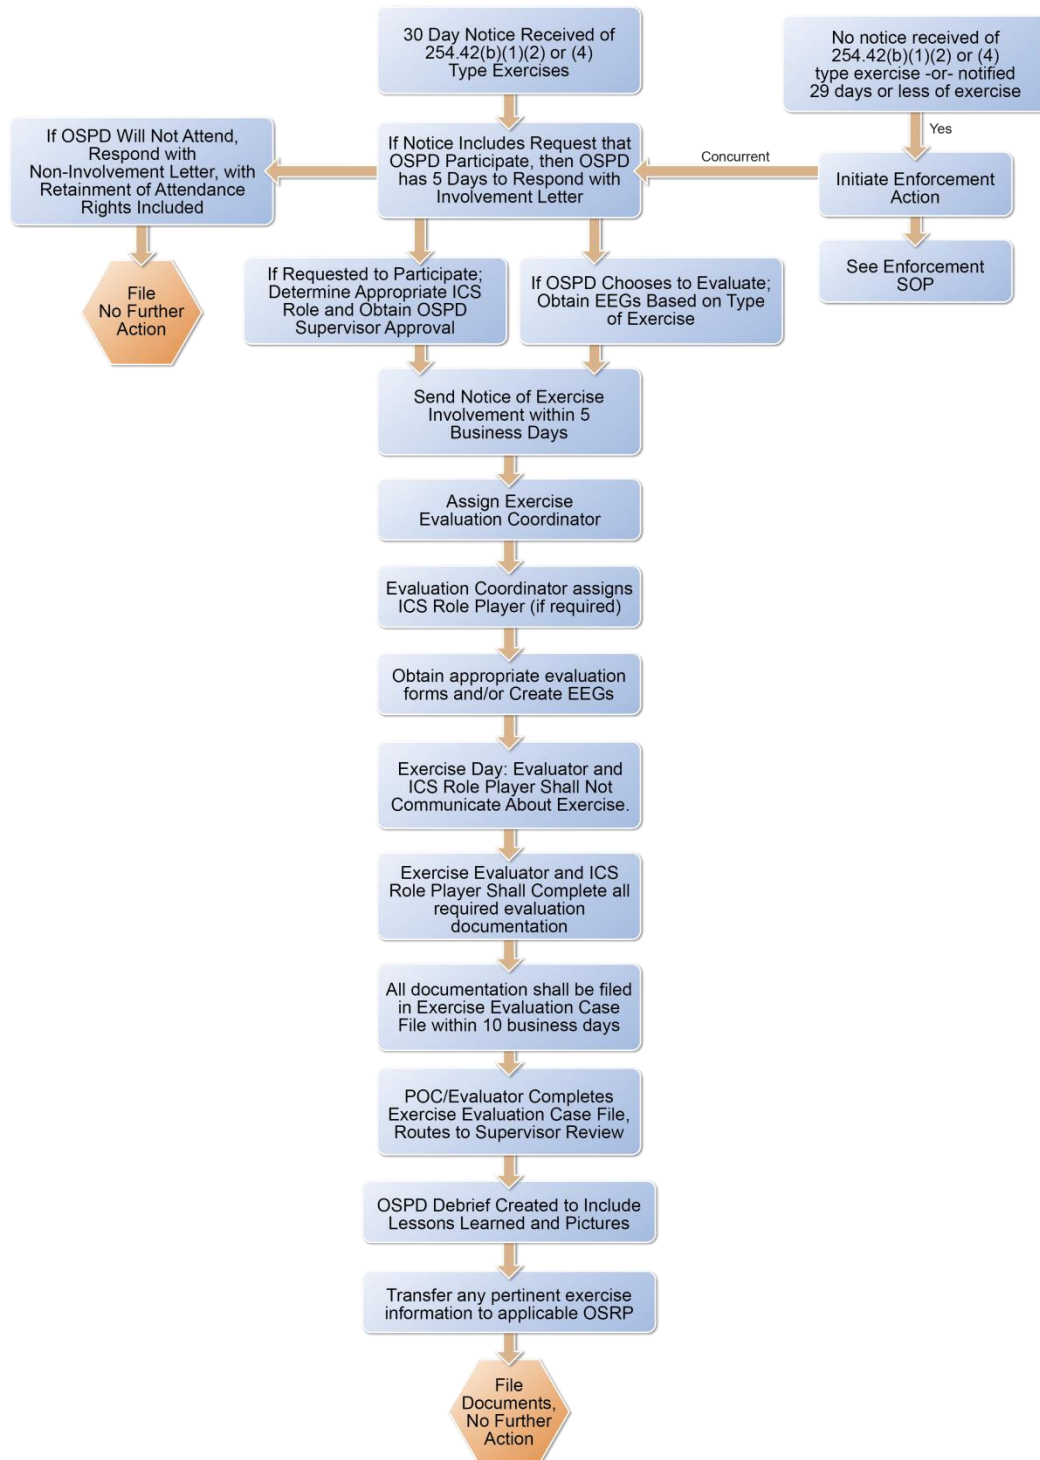 30 Day Notice Received of
254.42(b)(1)(2) or (4)
Type Exercises
No notice received of
254.42(b)(1)(2) or (4)
type exercise -or- notified
29 days or less of exercise
Yes
If OSPD Will Not Attend,
Respond with
Non-Involvement Letter, with
Retainment of Attendance
Rights Included
If Notice Includes Request that
OSPD Participate, then OSPD
has 5 Days to Respond with
Involvement Letter
Concurrent
Initiate Enforcement
Action
See Enforcement
SOP
File
No Further
Action
If Requested to Participate;
Determine Appropriate ICS
Role and Obtain OSPD
Supervisor Approval
If OSPD Chooses to Evaluate;
Obtain EEGs Based on Type
of Exercise
Send Notice of Exercise
Involvement within 5
Business Days
Assign Exercise
Evaluation Coordinator
Evaluation Coordinator assigns
ICS Role Player (if required)
Obtain appropriate evaluation
forms and/or Create EEGs
Exercise Day: Evaluator and
ICS Role Player Shall Not
Communicate About Exercise.
Exercise Evaluator and ICS
Role Player Shall Complete all
required evaluation
documentation
All documentation shall be filed
in Exercise Evaluation Case
File within 10 business days
POC/Evaluator Completes
Exercise Evaluation Case File,
Routes to Supervisor Review
OSPD Debrief Created to Include
Lessons Learned and Pictures
Transfer any pertinent exercise
information to applicable OSRP
File
Documents,
No Further
Action